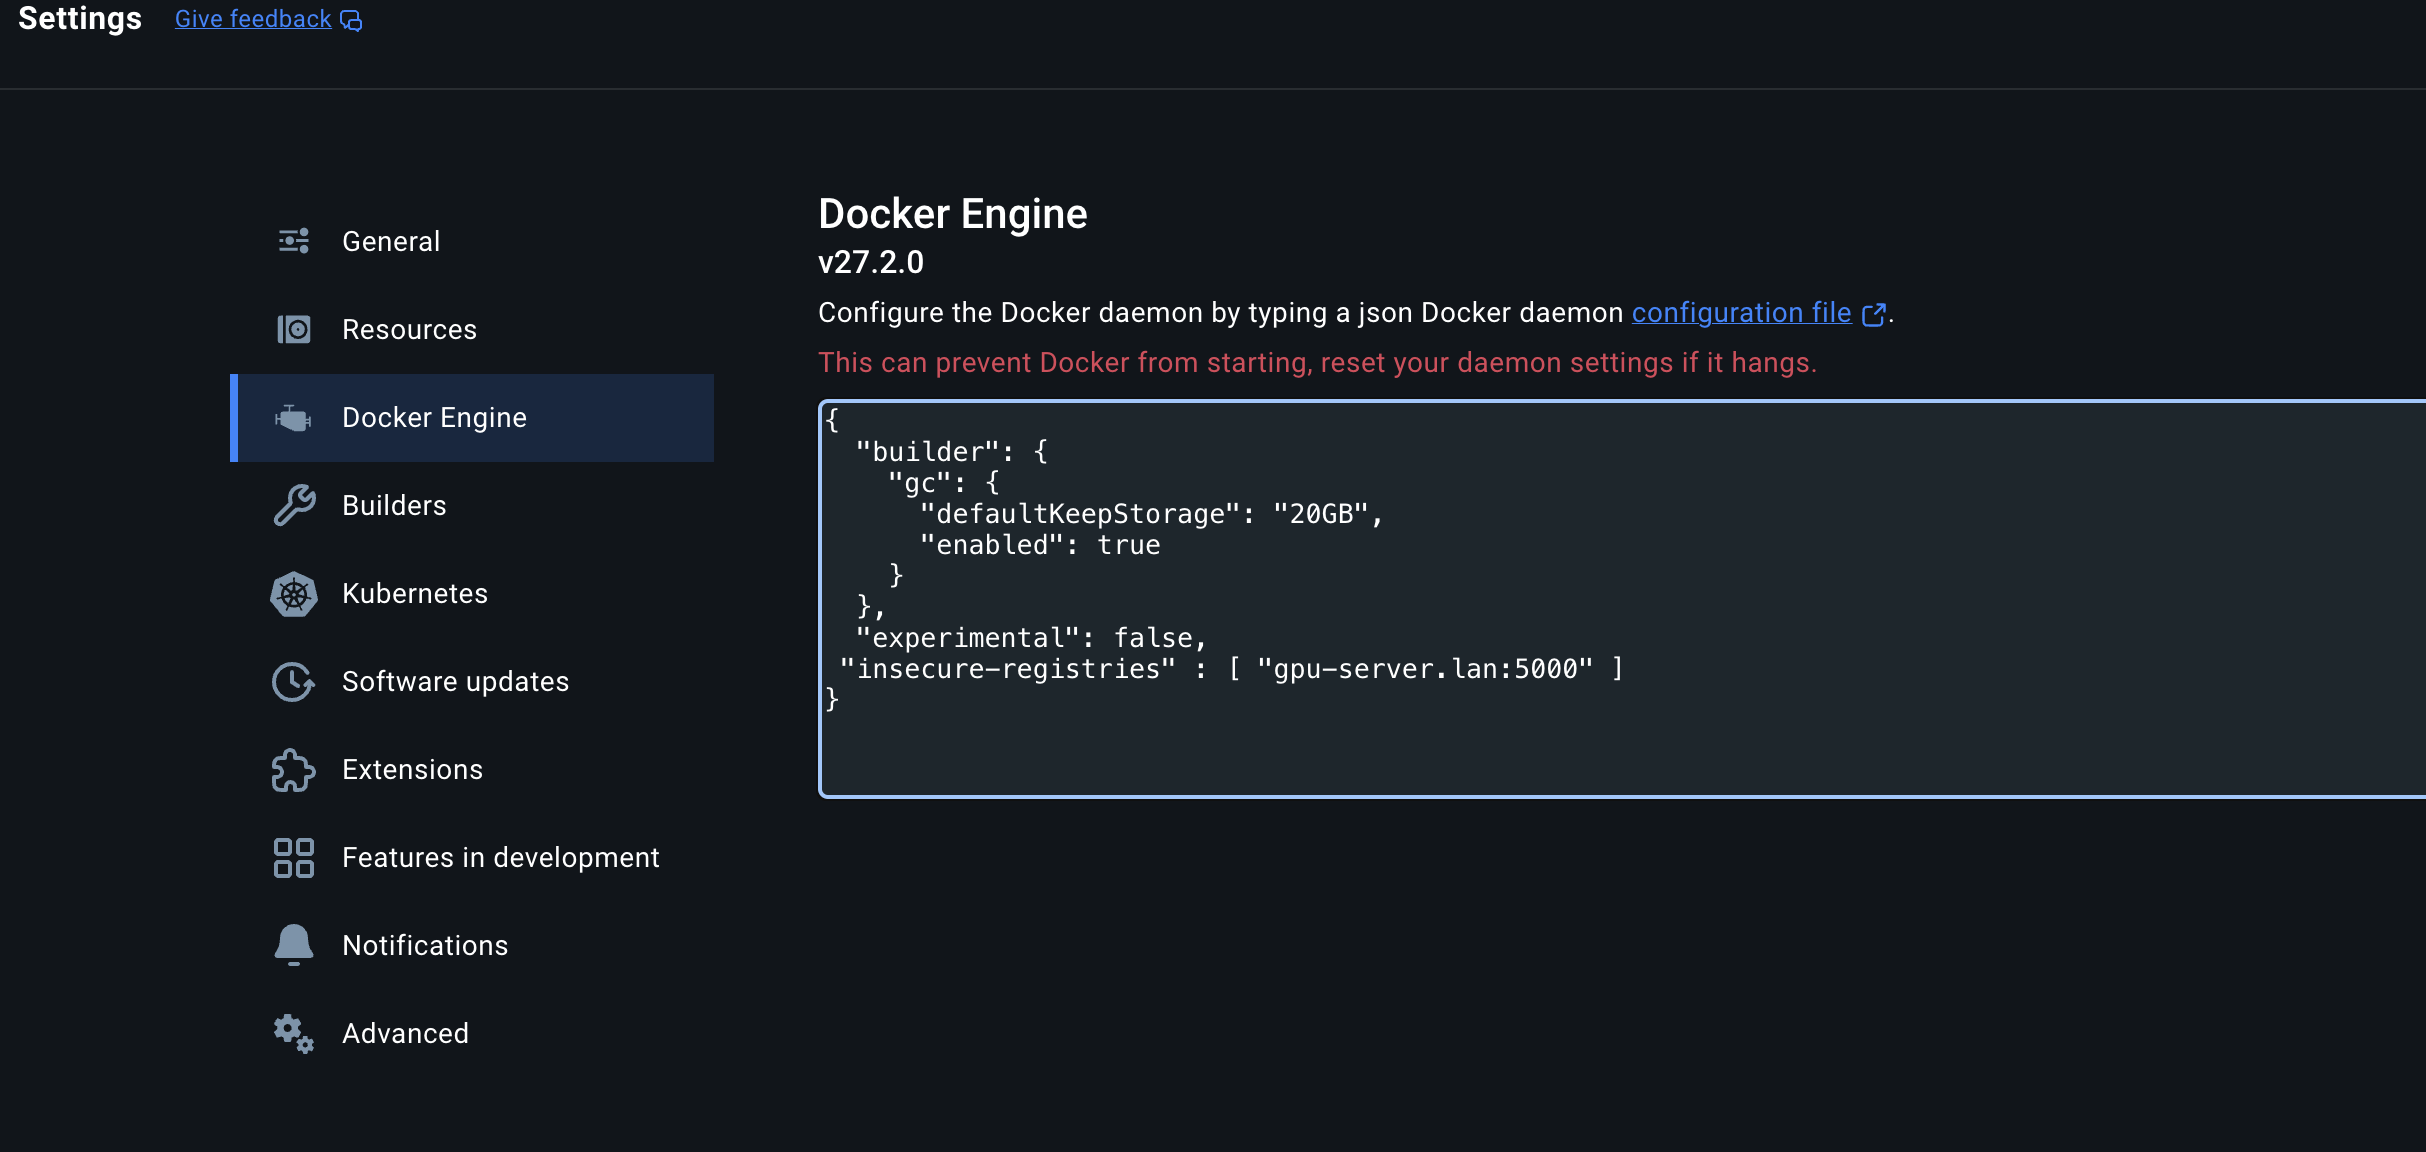 Settings Give feedback
General
Resources
Docker Engine
Builders
Kubernetes
Software updates
Extensions
Features in development
Notifications
Advanced
Docker Engine
v27.2.0
Configure the Docker daemon by typing a json Docker daemon configuration file.
This can prevent Docker from starting, reset your daemon settings if it hangs.
{
  "builder": {
    "gc": {
      "defaultKeepStorage": "20GB",
      "enabled": true
    }
  },
  "experimental": false,
 "insecure-registries" : [ "gpu-server.lan:5000" ]
}